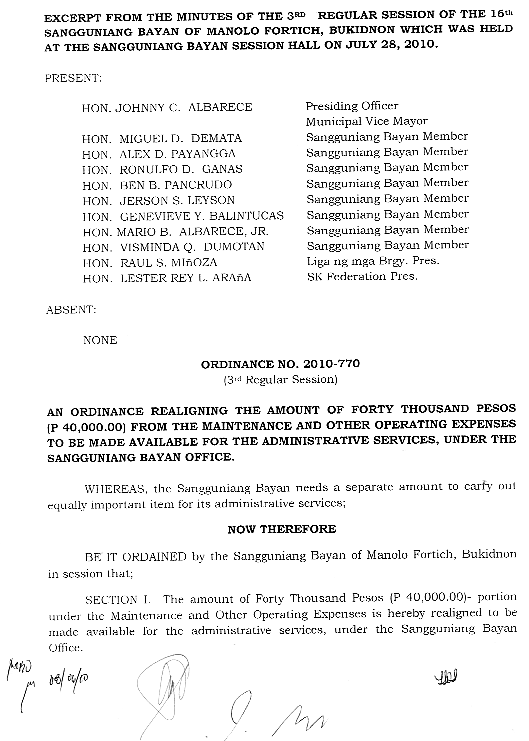 EXCERPT FROM THE MINUTES OF THE 3RD REGULAR SESSION OF THE 16th
SANGGUNIANG BAYAN OF MANOLO FORTICH, BUKIDNON WHICH WAS HELD
AT THE SANGGUNIANG BAYAN SESSION HALL ON JULY 28, 2010.
PRESENT:
HON. JOHNNY C. ALBARECE Presiding Officer
Municipal Vice Mayor
HON. MIGUEL D. DEMATA Sangguniang Bayan Member
HON. ALEX D. PAYANGGA Sangguniang Bayan Member
HON. RONULFO D. GANAS Sangguniang Bayan Member
HON. BEN B. PANCRUDO Sangguniang Bayan Member
HON. JERSON S. LEYSON Sangguniang Bayan Member
HON. GENEVIEVE Y. BALINTUCAS Sangguniang Bayan Member
HON. MARIO B. ALBARECE, JR. Sangguniang Bayan Member
HON. VISMINDA Q. DUMOTAN Sangguniang Bayan Member
HON. RAUL S. MIñOZA Liga ng mga Brgy. Pres.
HON. LESTER REY L. ARAñA SK Federation Pres.
ABSENT:
NONE
ORDINANCE NO. 2010-770
(3rd Regular Session)
AN ORDINANCE REALIGNING THE AMOUNT OF FORTY THOUSAND PESOS
(P 40,000.00) FROM THE MAINTENANCE AND OTHER OPERATING EXPENSES
TO BE MADE AVAILABLE FOR THE ADMINISTRATIVE SERVICES, UNDER THE
SANGGUNIANG BAYAN OFFICE.
WHEREAS, the Sangguniang Bayan needs a separate amount to carry out
equally important item for its administrative services;
NOW THEREFORE
BE IT ORDAINED by the Sangguniang Bayan of Manolo Fortich, Bukidnon
in session that;
SECTION I. The amount of Forty Thousand Pesos (P 40,000.00)- portion
under the Maintenance and Other Operating Expenses is hereby realigned to be
made available for the administrative services, under the Sangguniang Bayan
Office.